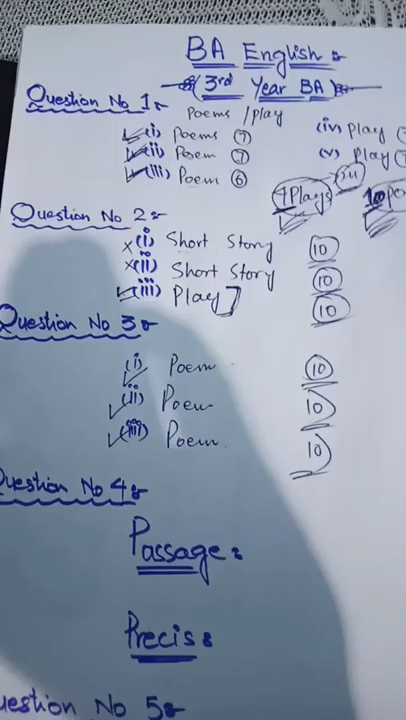 BA English:-
3rd Year BA
Question No 1:-
Poems / play
(i) Poems (7)
(ii) Poem (7)
(iii) Poem (6)
(iv) Play
(v) Play
7 Plays
Question No 2:-
(i) Short Story (10)
(ii) Short Story (10)
(iii) Play (10)
Question No 3:-
(i) Poem (10)
(ii) Poem (10)
(iii) Poem. 10
Question No 4:-
Passage:
Precis:
Question No 5:-